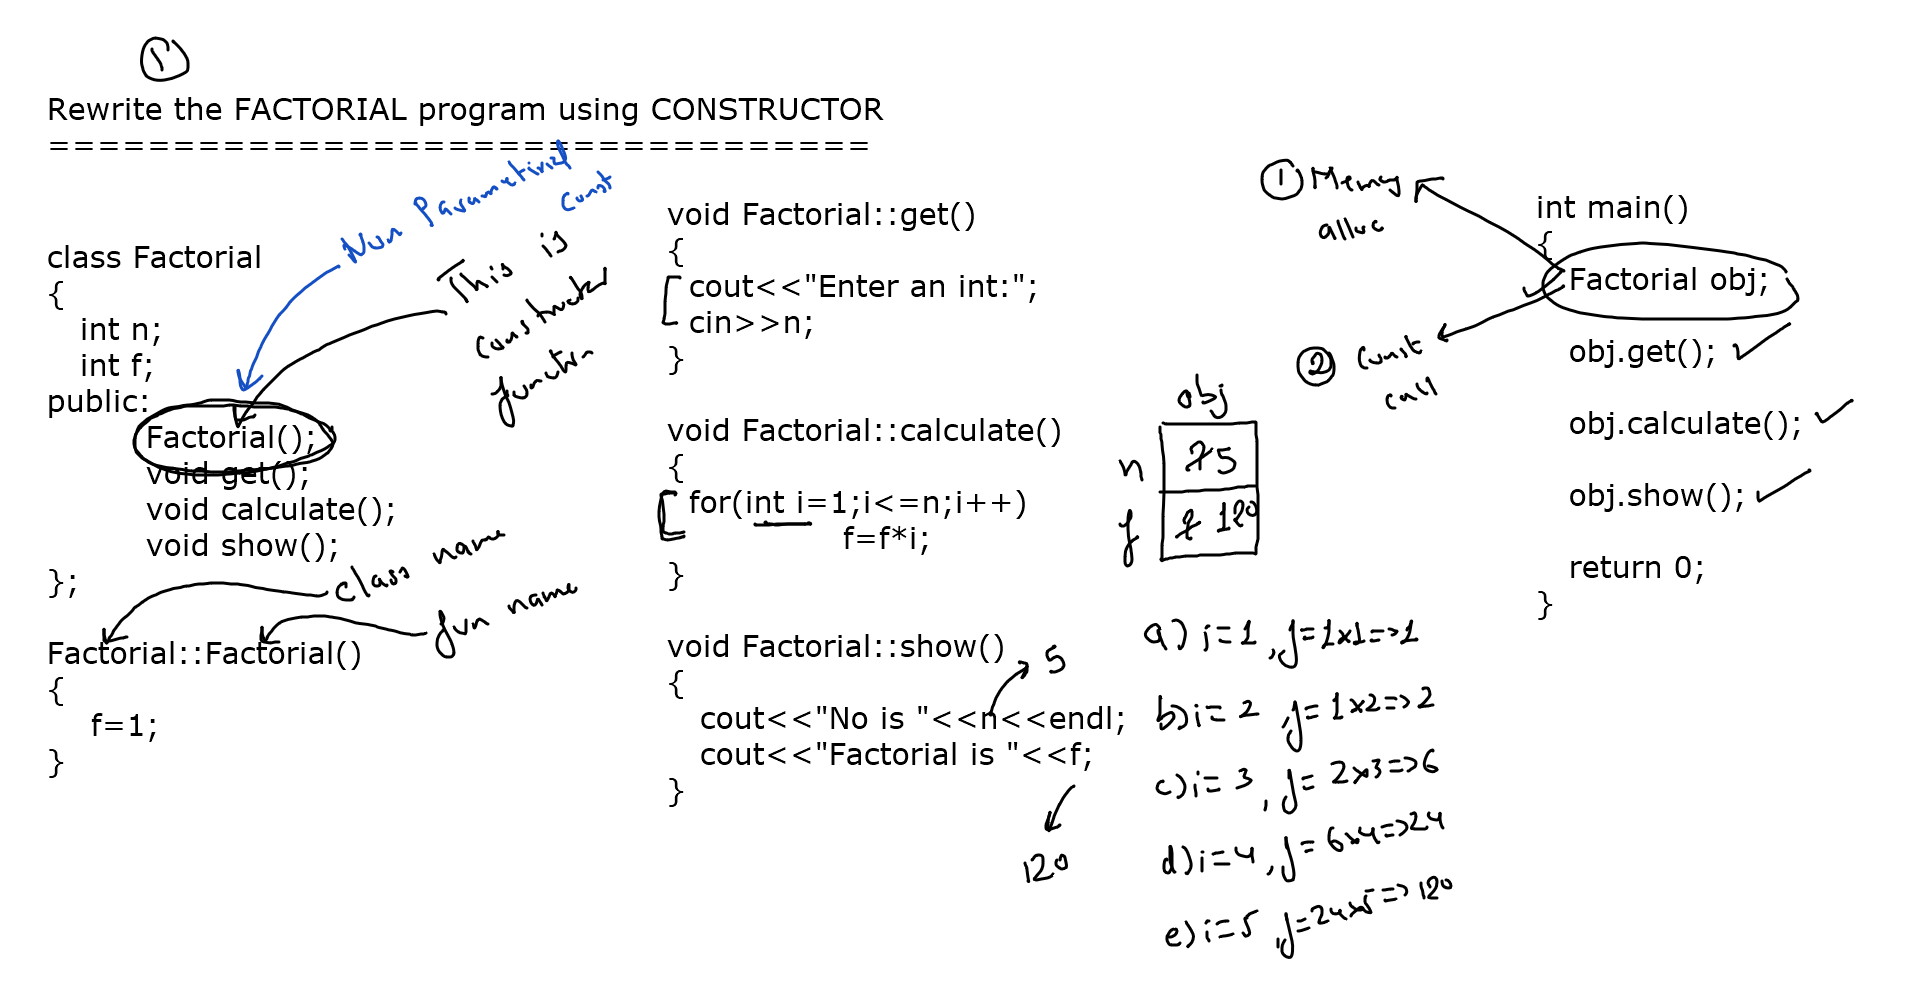 Rewrite the FACTORIAL program using CONSTRUCTOR
==================================
class Factorial
{
int n;
int f;
public:
Factorial();
void get();
void calculate();
void show();
};
Factorial::Factorial()
{
f=1;
}
Non Parametrized
Const
This is
constructor
function
class name
fun name
void Factorial::get()
{
cout<<"Enter an int:";
cin>>n;
}
void Factorial::calculate()
{
for(int i=1;i<=n;i++)
f=f*i;
}
void Factorial::show()
{
cout<<"No is "<<n<<endl;
cout<<"Factorial is "<<f;
}
5
120
obj
n 5
f 120
a) i=1 ,f=1x1=>1
b) i=2 ,f=1x2=>2
c) i=3 ,f=2x3=>6
d) i=4 ,f=6x4=>24
e) i=5 ,f=24x5=>120
1 Memory
alloc
2 Const
call
int main()
{
Factorial obj;
obj.get();
obj.calculate();
obj.show();
return 0;
}